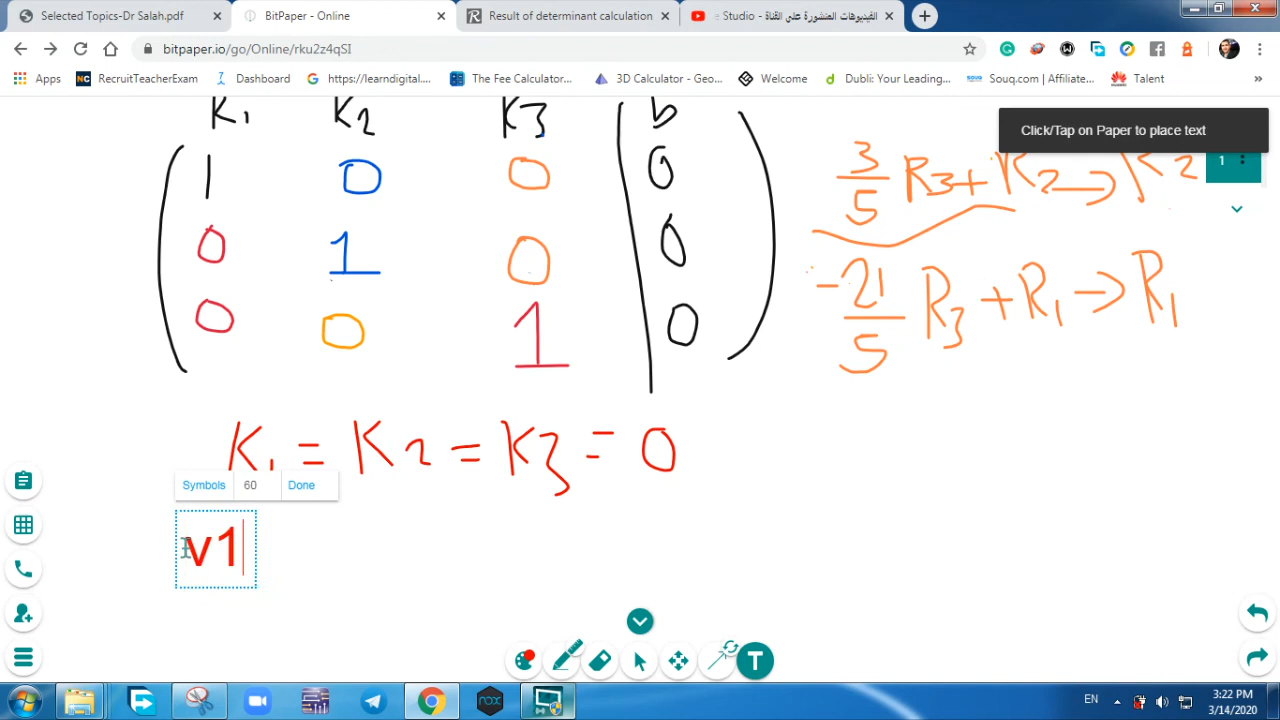 Selected Topics-Dr Salah.pdf
BitPaper - Online
Result of determinant calculation
الفيديوهات المنشورة على القناة - Studio
bitpaper.io/go/Online/rku2z4qSI
Apps
RecruitTeacherExam
Dashboard
https://learndigital...
The Fee Calculator...
3D Calculator - Geo...
Welcome
Dubli: Your Leading...
Souq.com | Affiliate...
Talent
»
Click/Tap on Paper to place text
1
K1 K2 K3 b
1 0 0 0
0 1 0 0
0 0 1 0
3/5 R3 + R2 → R2
-21/5 R3 + R1 → R1
K1 = K2 = K3 = 0
Symbols 60 Done
v1
T
nox
EN
3:22 PM
3/14/2020